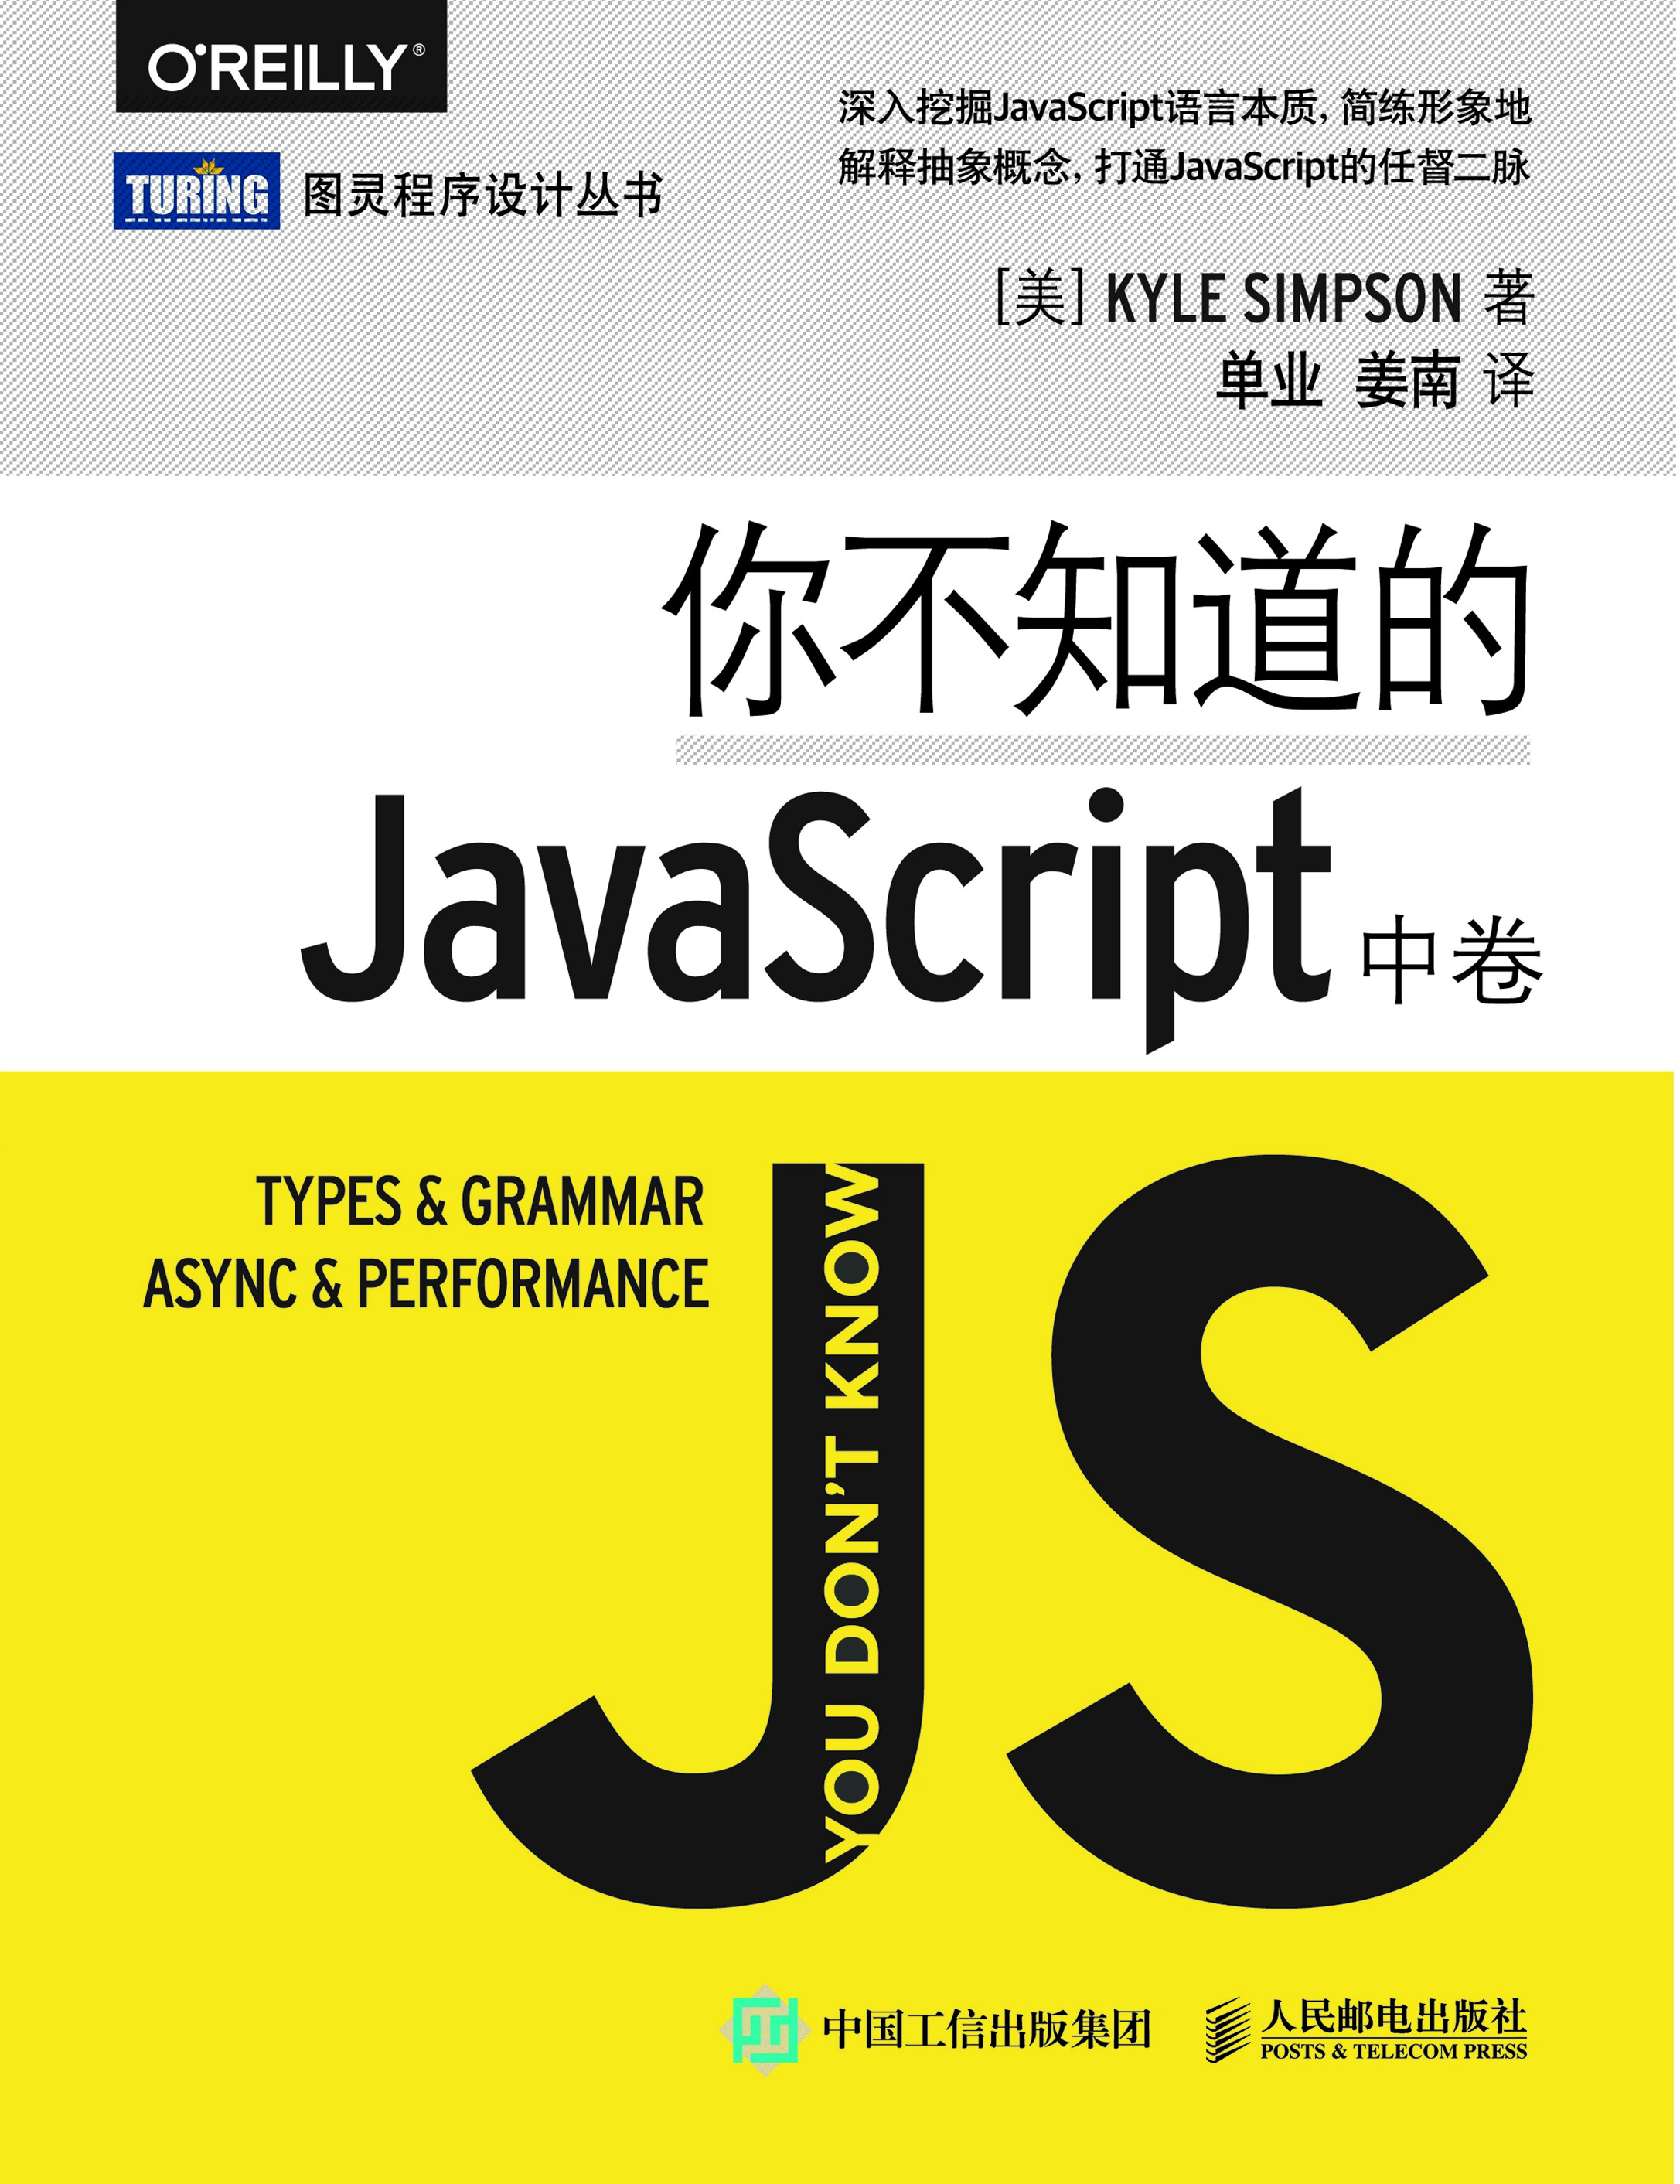 O'REILLY®
TURING 图灵程序设计丛书
深入挖掘JavaScript语言本质, 简练形象地
解释抽象概念, 打通JavaScript的任督二脉
[美] KYLE SIMPSON 著
单业 姜南 译
你不知道的
JavaScript 中卷
TYPES & GRAMMAR
ASYNC & PERFORMANCE
YOU DON'T KNOW
JS
中国工信出版集团
人民邮电出版社
POSTS & TELECOM PRESS